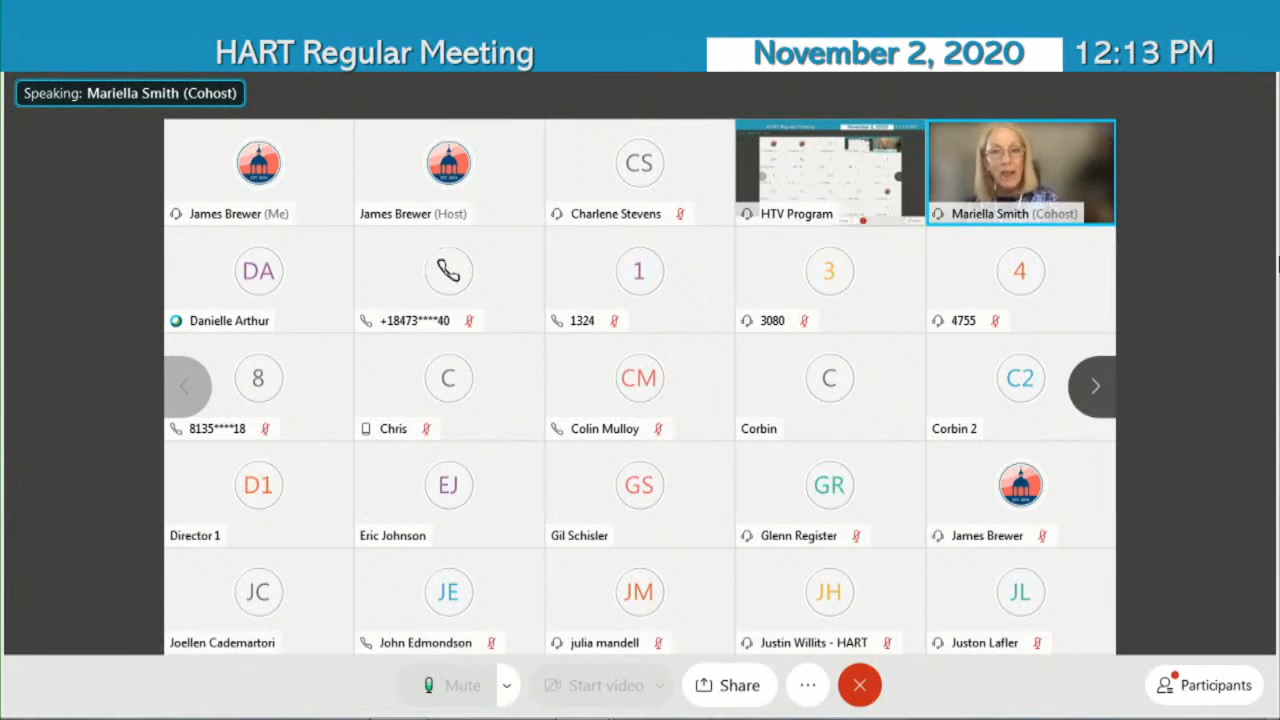 HART Regular Meeting
November 2, 2020
12:13 PM
Speaking: Mariella Smith (Cohost)
CS
James Brewer (Me)
James Brewer (Host)
Charlene Stevens
HTV Program
Mariella Smith (Cohost)
DA
1
3
4
Danielle Arthur
+18473****40
1324
3080
4755
8
C
CM
C
C2
8135****18
Chris
Colin Mulloy
Corbin
Corbin 2
D1
EJ
GS
GR
Director 1
Eric Johnson
Gil Schisler
Glenn Register
James Brewer
JC
JE
JM
JH
JL
Joellen Cademartori
John Edmondson
julia mandell
Justin Willits - HART
Juston Lafler
Mute
Start video
Share
Participants